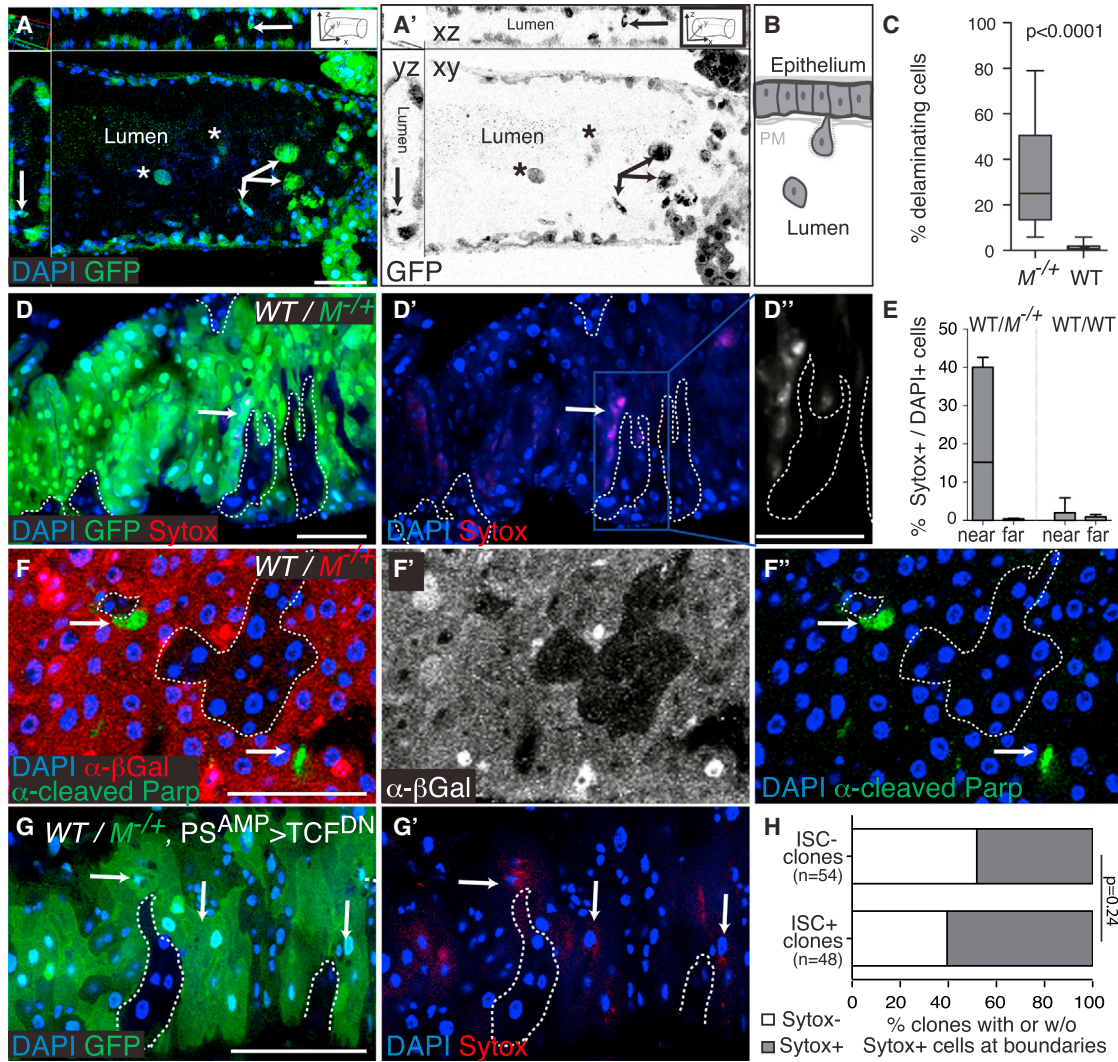 A
z
y
x
Lumen
*
*
DAPI GFP
A'
xz
Lumen
z
y
x
yz
xy
Lumen
Lumen
*
*
GFP
B
Epithelium
PM
Lumen
C
% delaminating cells
100
80
60
40
20
0
p<0.0001
M-/+
WT
D
WT / M-/+
DAPI GFP Sytox
D'
DAPI Sytox
D''
E
WT/M-/+
WT/WT
% Sytox+ / DAPI+ cells
50
40
30
20
10
0
near far near far
F
WT / M-/+
DAPI α-βGal
α-cleaved Parp
F'
α-βGal
F''
DAPI α-cleaved Parp
G
WT / M-/+, PSAMP>TCFDN
DAPI GFP
G'
DAPI Sytox
H
ISC-
clones
(n=54)
ISC+
clones
(n=48)
p=0.24
0 20 40 60 80 100
% clones with or w/o
Sytox+ cells at boundaries
Sytox-
Sytox+